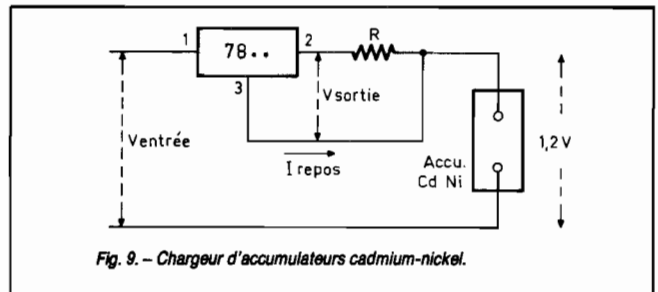 1
78..
2
R
3
Vsortie
Ventrée
I repos
Accu.
Cd Ni
1,2 V
Fig. 9. – Chargeur d'accumulateurs cadmium-nickel.